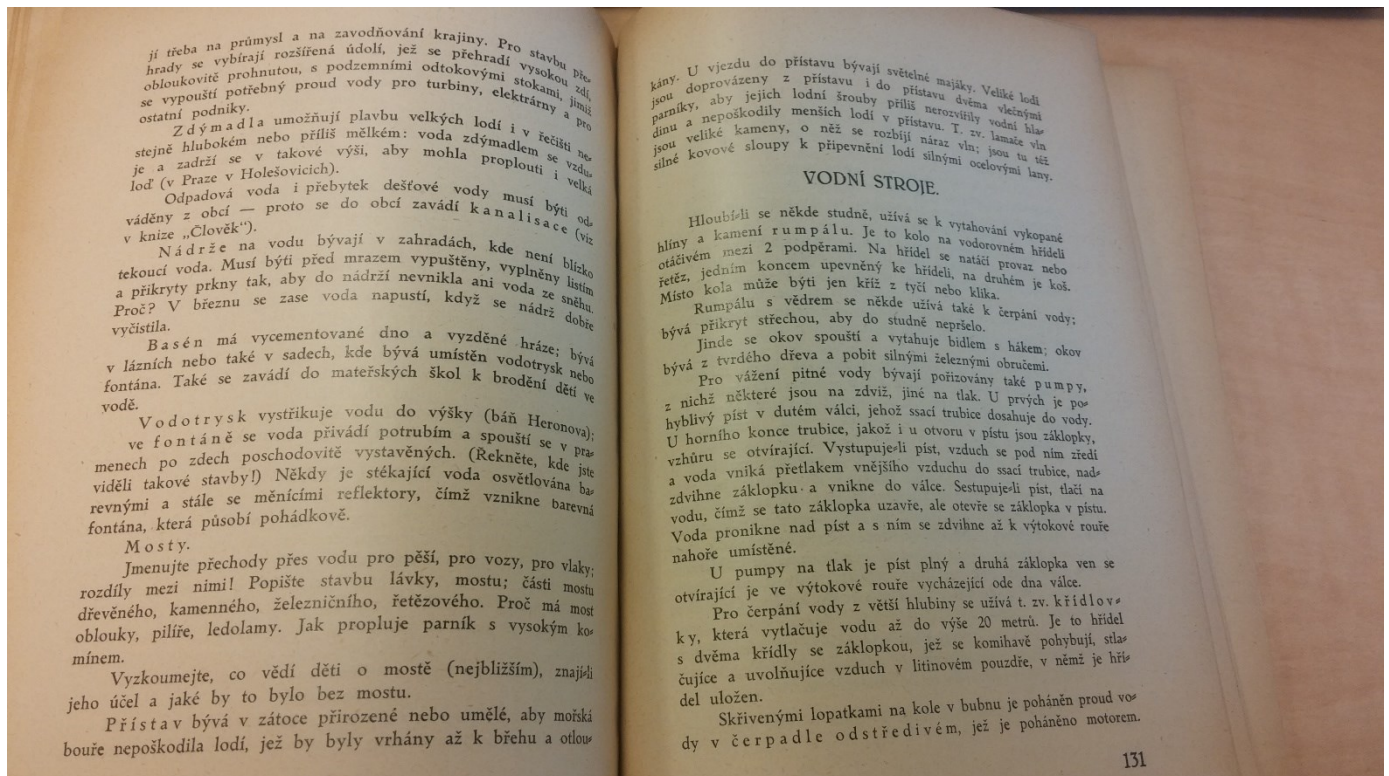 jí třeba na průmysl a na zavodňování krajiny. Pro stavbu pře-
hrady se vybírají rozšířená údolí, jež se přehradí vysokou zdí,
obloukovitě prohnutou, s podzemními odtokovými stokami, jimiž
se vypouští potřebný proud vody pro turbiny, elektrárny a pro
ostatní podniky.
Zdýmadla umožňují plavbu velkých lodí i v řečišti ne-
stejně hlubokém nebo příliš mělkém: voda zdýmadlem se vzdu-
je a zadrží se v takové výši, aby mohla proplouti i velká
loď (v Praze v Holešovicích).
Odpadová voda i přebytek dešťové vody musí býti od-
váděny z obcí — proto se do obcí zavádí kanalisace (viz
v knize „Člověk“).
Nádrže na vodu bývají v zahradách, kde není blízko
tekoucí voda. Musí býti před mrazem vypuštěny, vyplněny listím
a přikryty prkny tak, aby do nádrží nevnikla ani voda ze sněhu.
Proč? V březnu se zase voda napustí, když se nádrž dobře
vyčistila.
Basén má vycementované dno a vyzděné hráze; bývá
v lázních nebo také v sadech, kde bývá umístěn vodotrysk nebo
fontána. Také se zavádí do mateřských škol k brodění dětí ve
vodě.
Vodotrysk vystřikuje vodu do výšky (báň Heronova);
ve fontáně se voda přivádí potrubím a spouští se v pra-
menech po zdech poschodovitě vystavěných. (Řekněte, kde jste
viděli takové stavby!) Někdy je stékající voda osvětlována ba-
revnými a stále se měnícími reflektory, čímž vznikne barevná
fontána, která působí pohádkově.
Mosty.
Jmenujte přechody přes vodu pro pěší, pro vozy, pro vlaky;
rozdíly mezi nimi! Popište stavbu lávky, mostu; části mostu
dřevěného, kamenného, železničního, řetězového. Proč má most
oblouky, pilíře, ledolamy. Jak propluje parník s vysokým ko-
mínem.
Vyzkoumejte, co vědí děti o mostě (nejbližším), znají-li
jeho účel a jaké by to bylo bez mostu.
Přístav bývá v zátoce přirozené nebo umělé, aby mořská
bouře nepoškodila lodí, jež by byly vrhány až k břehu a otlou-
kány. U vjezdu do přístavu bývají světelné majáky. Veliké lodi
jsou doprovázeny z přístavu i do přístavu dvěma vlečnými
parníky, aby jejich lodní šrouby příliš nerozvířily vodní hla-
dinu a nepoškodily menších lodí v přístavu. T. zv. lamače vln
jsou veliké kameny, o něž se rozbíjí náraz vln; jsou tu též
silné kovové sloupy k připevnění lodí silnými ocelovými lany.
VODNÍ STROJE.
Hloubí-li se někde studně, užívá se k vytahování vykopané
hlíny a kamení rumpálu. Je to kolo na vodorovném hřídeli
otáčivém mezi 2 podpěrami. Na hřídel se natáčí provaz nebo
řetěz, jedním koncem upevněný ke hřídeli, na druhém je koš.
Místo kola může býti jen kříž z tyčí nebo klika.
Rumpálu s vědrem se někde užívá také k čerpání vody;
bývá přikryt střechou, aby do studně nepršelo.
Jinde se okov spouští a vytahuje bidlem s hákem; okov
bývá z tvrdého dřeva a pobit silnými železnými obručemi.
Pro vážení pitné vody bývají pořizovány také pumpy,
z nichž některé jsou na zdviž, jiné na tlak. U prvých je po-
hyblivý píst v dutém válci, jehož ssací trubice dosahuje do vody.
U horního konce trubice, jakož i u otvoru v pístu jsou záklopky,
vzhůru se otvírající. Vystupuje-li píst, vzduch se pod ním zředí
a voda vniká přetlakem vnějšího vzduchu do ssací trubice, nad-
zdvihne záklopku a vnikne do válce. Sestupuje-li píst, tlačí na
vodu, čímž se tato záklopka uzavře, ale otevře se záklopka v pístu.
Voda pronikne nad píst a s ním se zdvihne až k výtokové rouře
nahoře umístěné.
U pumpy na tlak je píst plný a druhá záklopka ven se
otvírající je ve výtokové rouře vycházející ode dna válce.
Pro čerpání vody z větší hlubiny se užívá t. zv. křídlov-
ky, která vytlačuje vodu až do výše 20 metrů. Je to hřídel
s dvěma křídly se záklopkou, jež se komihavě pohybují, stla-
čujíce a uvolňujíce vzduch v litinovém pouzdře, v němž je hří-
del uložen.
Skřivenými lopatkami na kole v bubnu je poháněn proud vo-
dy v čerpadle odstředivém, jež je poháněno motorem.
131